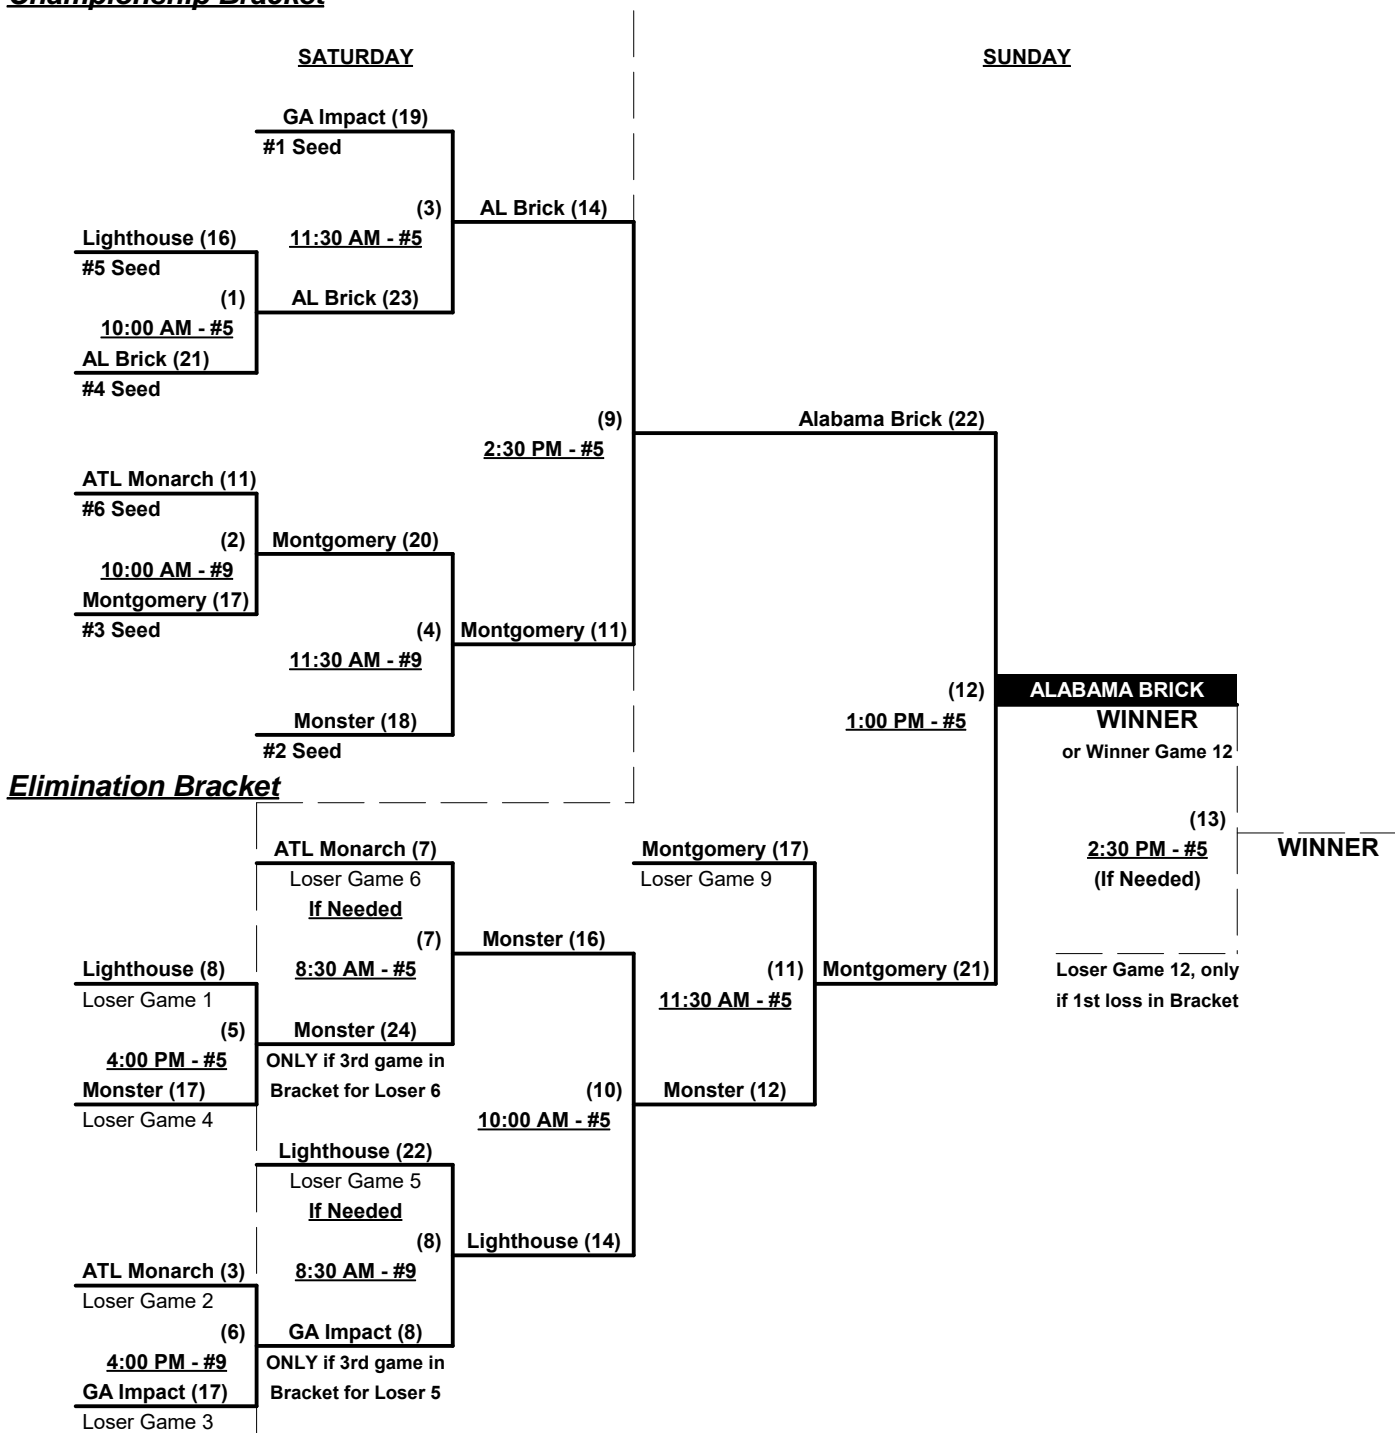 Championship Bracket
SATURDAY
SUNDAY
GA Impact (19)
#1 Seed
(3)
AL Brick (14)
11:30 AM - #5
Lighthouse (16)
#5 Seed
(1)
AL Brick (23)
10:00 AM - #5
AL Brick (21)
#4 Seed
(9)
Alabama Brick (22)
2:30 PM - #5
ATL Monarch (11)
#6 Seed
(2)
Montgomery (20)
10:00 AM - #9
Montgomery (17)
#3 Seed
(4)
Montgomery (11)
11:30 AM - #9
Monster (18)
#2 Seed
(12)
ALABAMA BRICK
1:00 PM - #5
WINNER
or Winner Game 12
(13)
2:30 PM - #5
WINNER
(If Needed)
Loser Game 12, only
if 1st loss in Bracket
Elimination Bracket
ATL Monarch (7)
Loser Game 6
If Needed
(7)
Monster (16)
8:30 AM - #5
Montgomery (17)
Loser Game 9
(11)
Montgomery (21)
11:30 AM - #5
Lighthouse (8)
Loser Game 1
(5)
Monster (24)
4:00 PM - #5
ONLY if 3rd game in
Bracket for Loser 6
Monster (17)
Loser Game 4
(10)
Monster (12)
10:00 AM - #5
Lighthouse (22)
Loser Game 5
If Needed
(8)
Lighthouse (14)
8:30 AM - #9
ATL Monarch (3)
Loser Game 2
(6)
GA Impact (8)
4:00 PM - #9
ONLY if 3rd game in
Bracket for Loser 5
GA Impact (17)
Loser Game 3